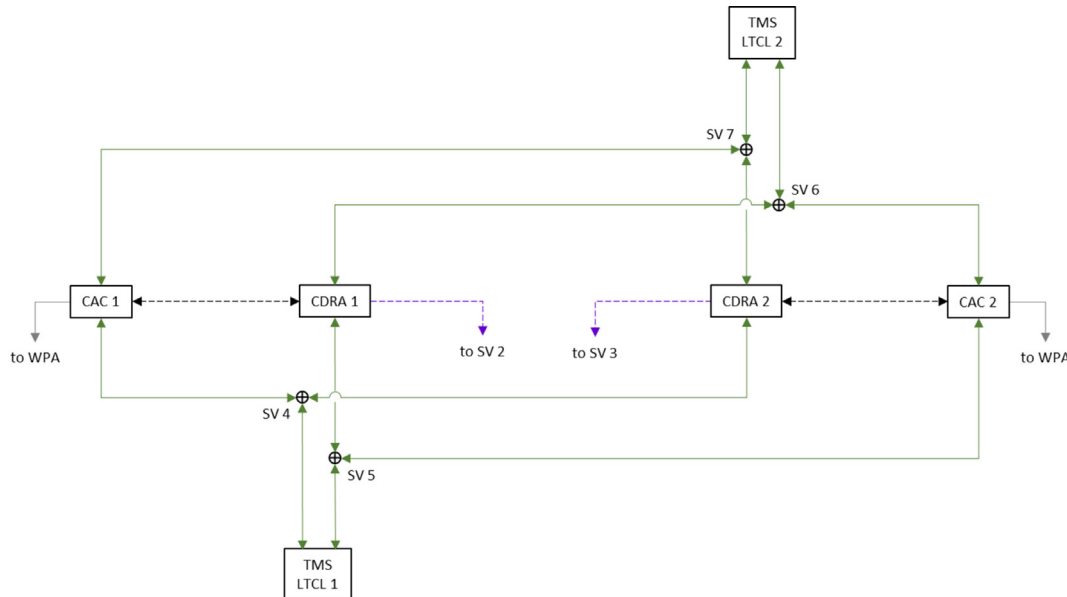 TMS
LTCL 2
SV 7
SV 6
CAC 1
CDRA 1
CDRA 2
CAC 2
to WPA
to SV 2
to SV 3
to WPA
SV 4
SV 5
TMS
LTCL 1